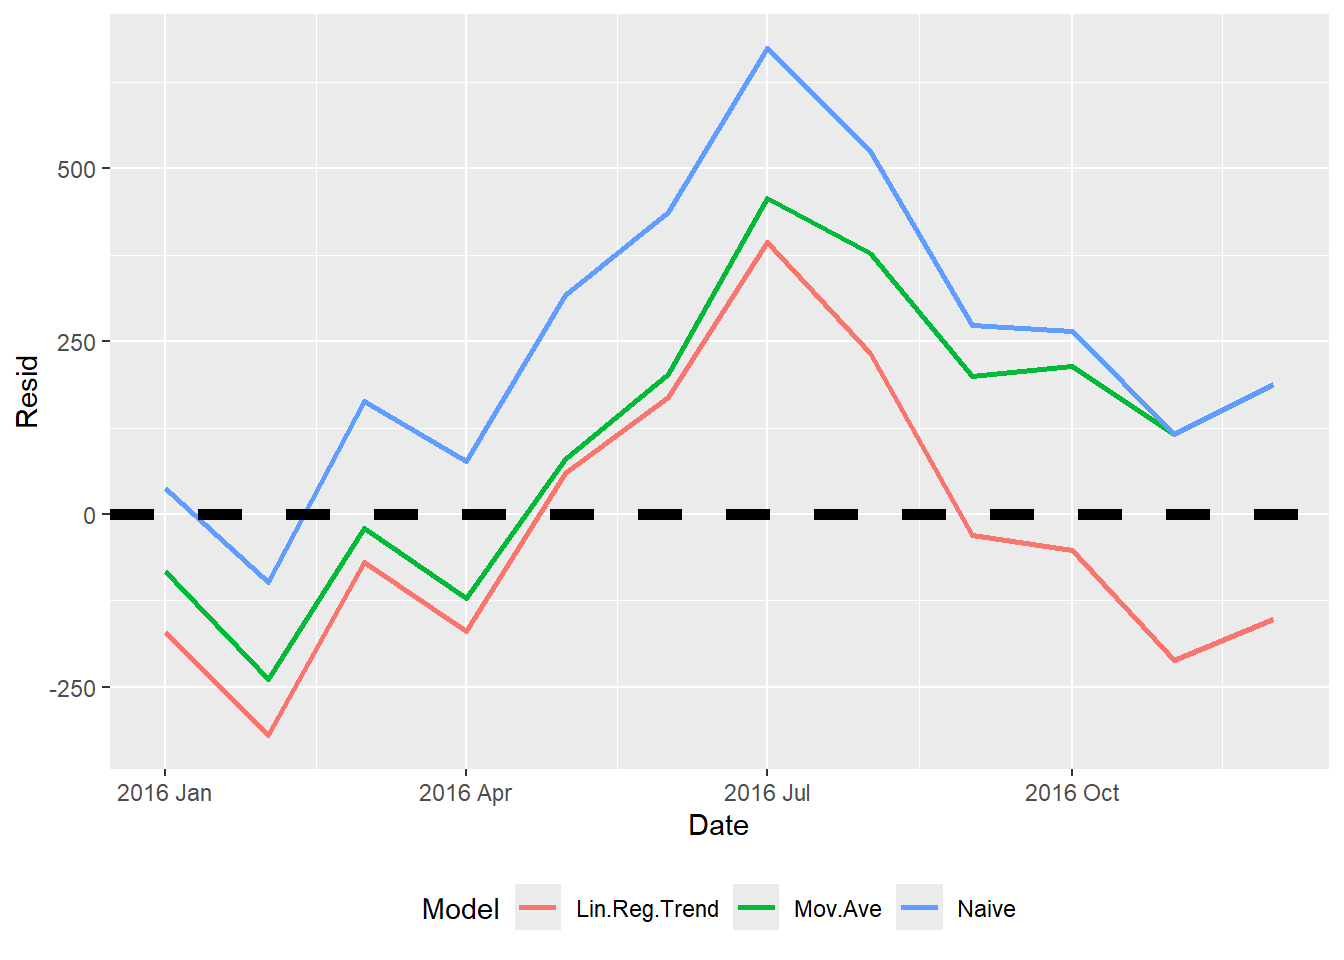 500
250
0
-250
Resid
2016 Jan 2016 Apr 2016 Jul 2016 Oct
Date
Model Lin.Reg.Trend Mov.Ave Naive